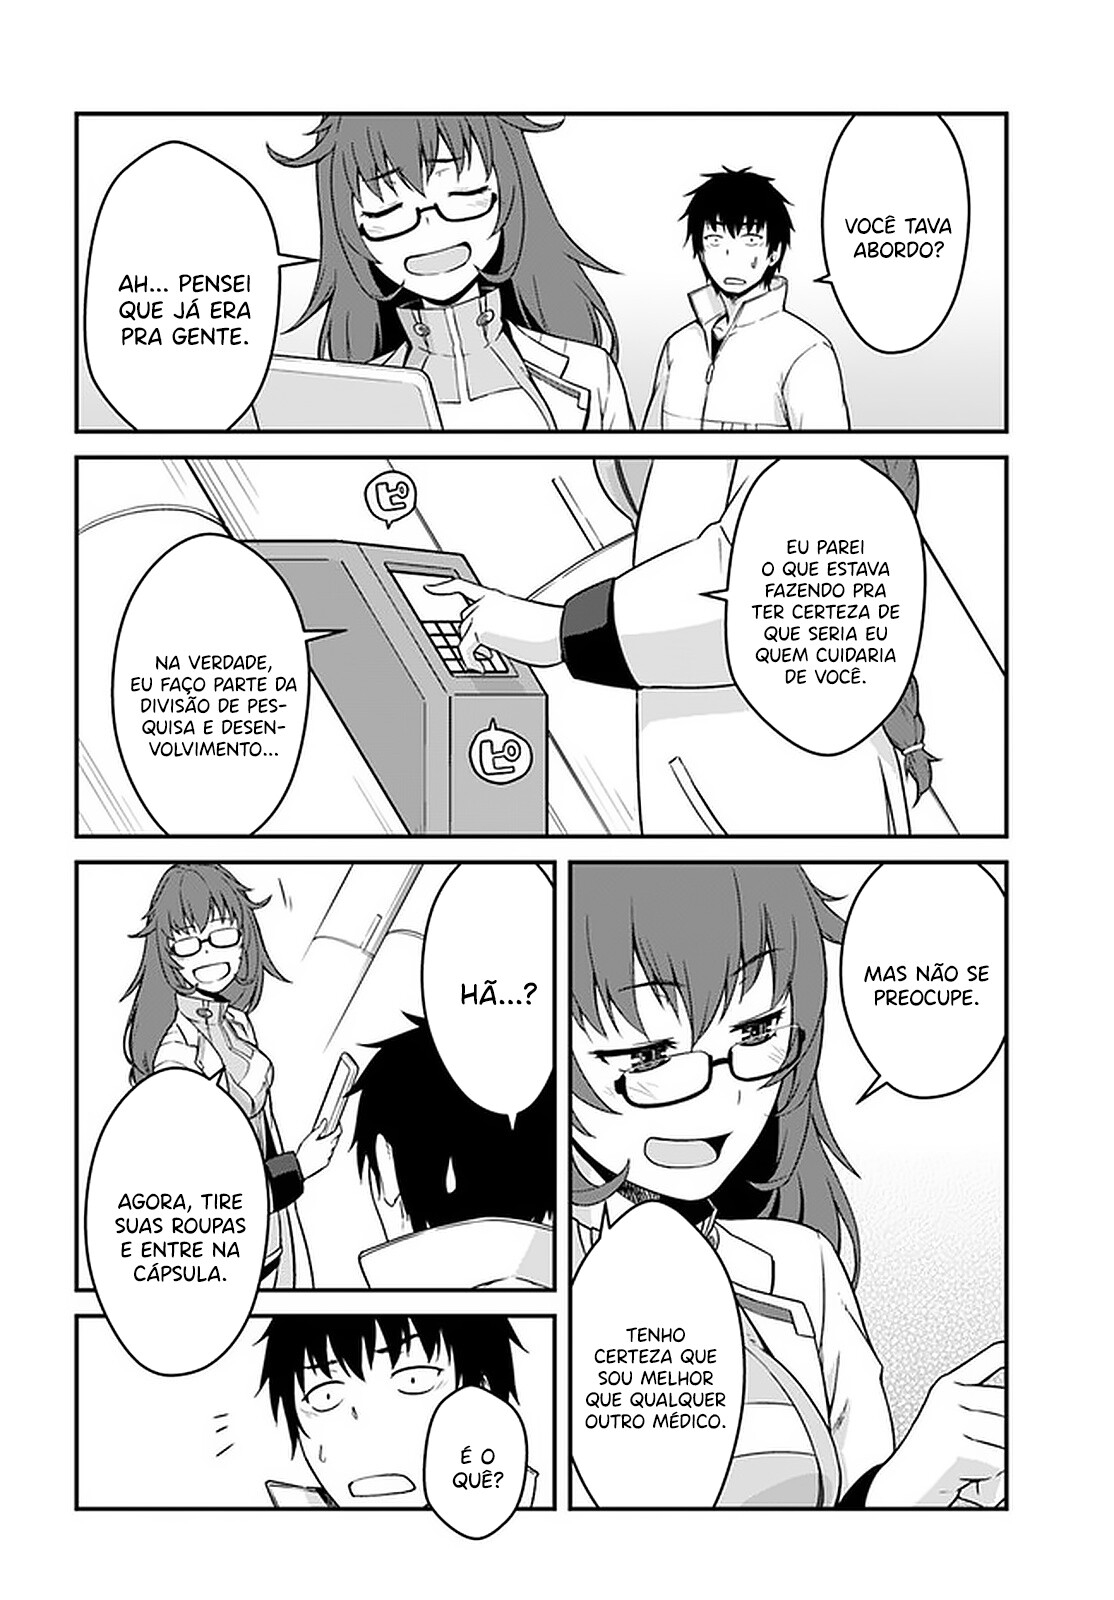 VOCÊ TAVA
ABORDO?
AH... PENSEI
QUE JÁ ERA
PRA GENTE.
ピ
EU PAREI
O QUE ESTAVA
FAZENDO PRA
TER CERTEZA DE
QUE SERIA EU
QUEM CUIDARIA
DE VOCÊ.
NA VERDADE,
EU FAÇO PARTE DA
DIVISÃO DE PES-
QUISA E DESEN-
VOLVIMENTO...
ピ
MAS NÃO SE
PREOCUPE.
TENHO
CERTEZA QUE
SOU MELHOR
QUE QUALQUER
OUTRO MÉDICO.
HÃ...?
AGORA, TIRE
SUAS ROUPAS
E ENTRE NA
CÁPSULA.
É O
QUÊ?